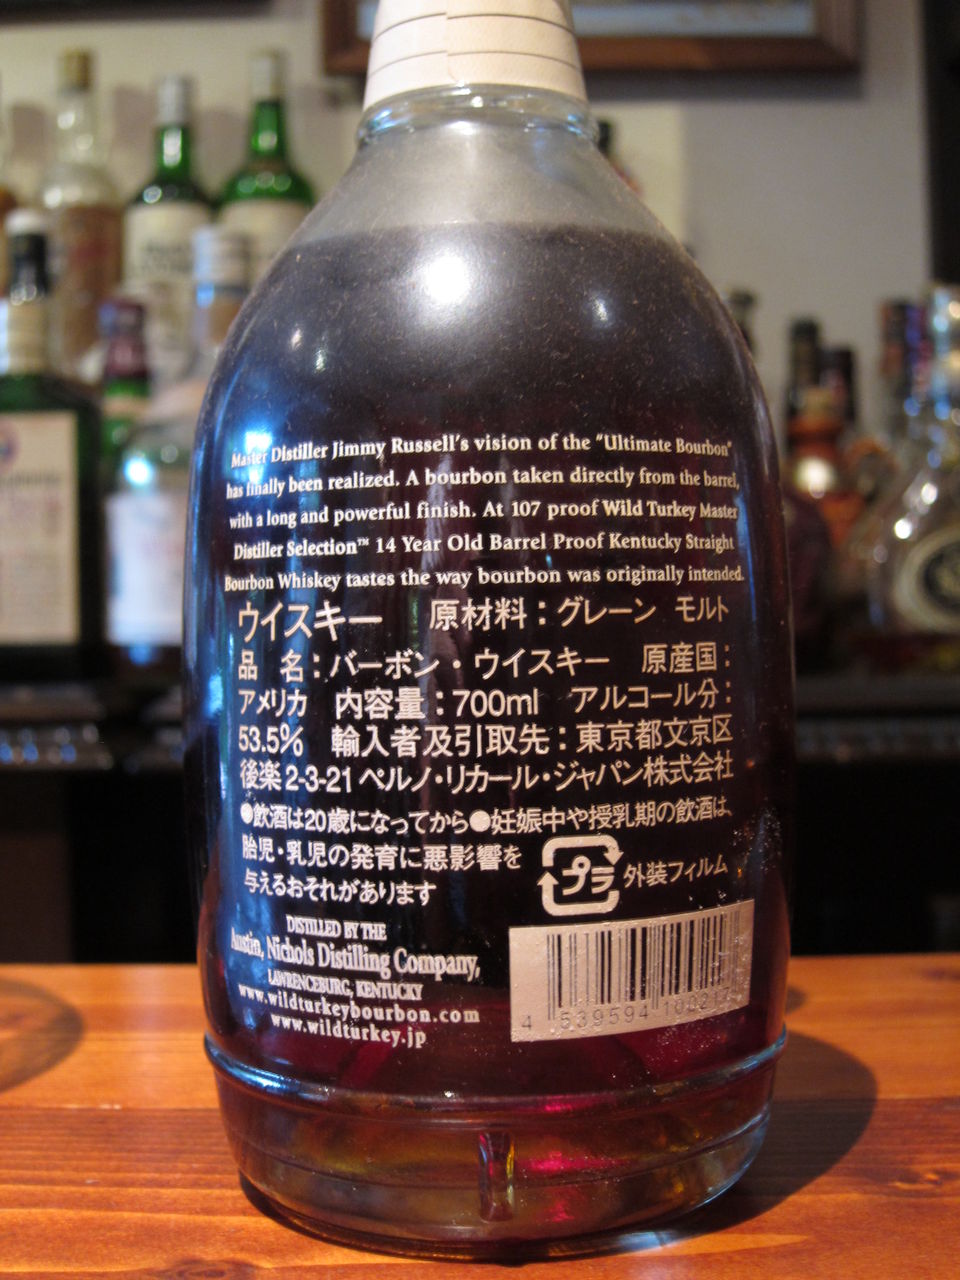 Master Distiller Jimmy Russell's vision of the "Ultimate Bourbon"
has finally been realized. A bourbon taken directly from the barrel,
with a long and powerful finish. At 107 proof Wild Turkey Master
Distiller Selection™ 14 Year Old Barrel Proof Kentucky Straight
Bourbon Whiskey tastes the way bourbon was originally intended.
ウイスキー 原材料：グレーン モルト
品 名：バーボン・ウイスキー 原産国：
アメリカ 内容量：700ml アルコール分：
53.5% 輸入者及引取先：東京都文京区
後楽2-3-21 ペルノ・リカール・ジャパン株式会社
●飲酒は20歳になってから●妊娠中や授乳期の飲酒は、
胎児・乳児の発育に悪影響を
与えるおそれがあります
プラ 外装フィルム
DISTILLED BY THE
Austin, Nichols Distilling Company,
LAWRENCEBURG, KENTUCKY
www.wildturkeybourbon.com
www.wildturkey.jp
4 539594